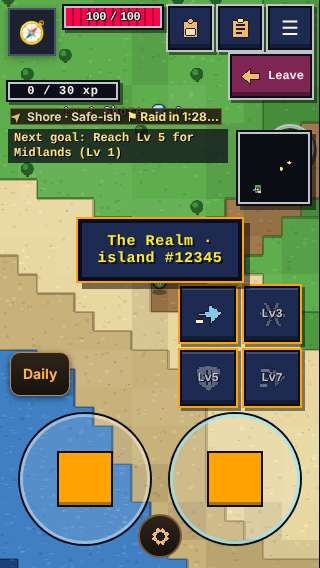 100 / 100
Leave
0 / 30 xp
Shore · Safe-ish ⚑ Raid in 1:28...
Next goal: Reach Lv 5 for
Midlands (Lv 1)
The Realm ·
island #12345
Lv3
Lv5
Lv7
Daily